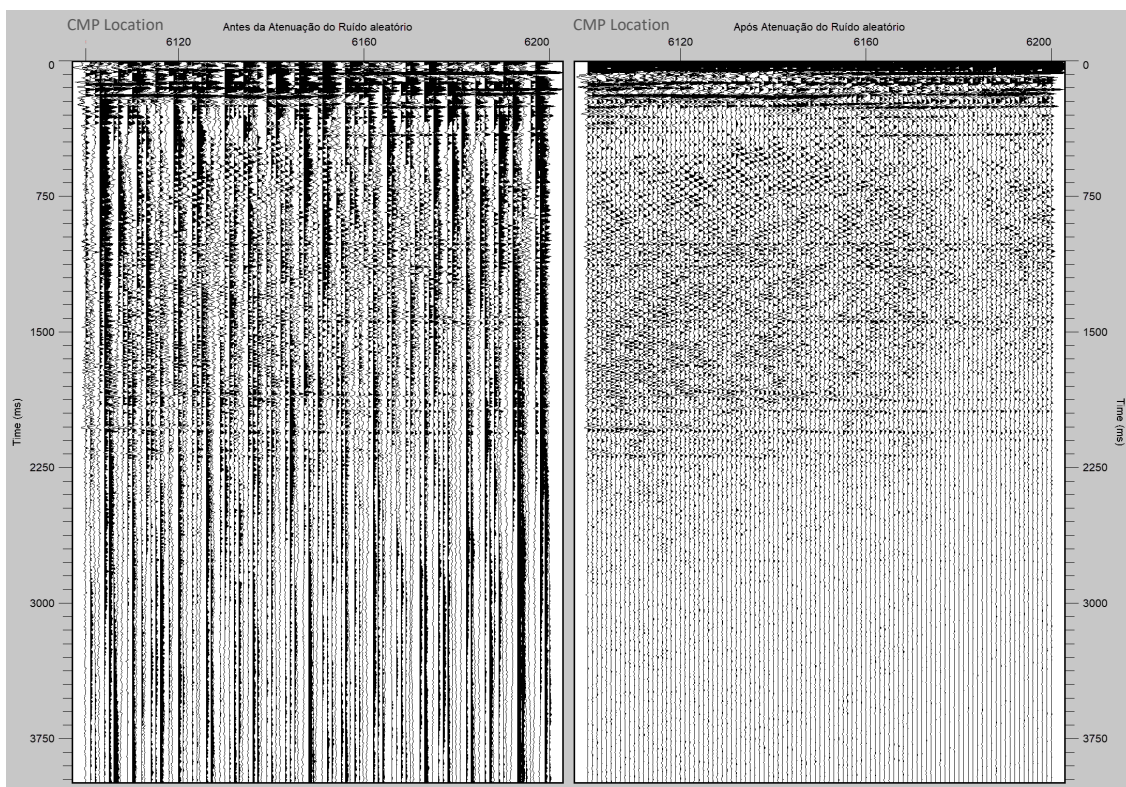 CMP Location
Antes da Atenuação do Ruído aleatório
6120 6160 6200
0
750
1500
2250
3000
3750
Time (ms)
CMP Location
Após Atenuação do Ruído aleatório
6120 6160 6200
0
750
1500
2250
3000
3750
Time (ms)